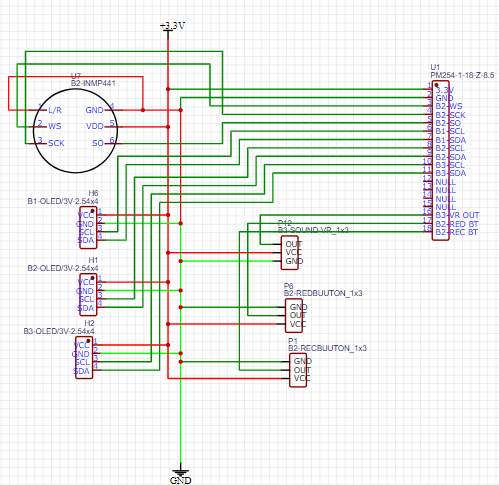 +3.3V
U7
B2-INMP441
1 L/R GND 4
2 WS VDD 5
3 SCK SO 6
U1
PM254-1-18-Z-8.5
1 3.3V
2 GND
3 B2-WS
4 B2-SCK
5 B2-SO
6 B1-SCL
7 B1-SDA
8 B2-SCL
9 B2-SDA
10 B3-SCL
11 B3-SDA
12 NULL
13 NULL
14 NULL
15 NULL
16 B3-VR OUT
17 B2-RED BT
18 B2-REC BT
H6
B1-OLED/3V-2.54x4
VCC 1
GND 2
SCL 3
SDA 4
H1
B2-OLED/3V-2.54x4
VCC 1
GND 2
SCL 3
SDA 4
H2
B3-OLED/3V-2.54x4
VCC 1
GND 2
SCL 3
SDA 4
P12
B3-SOUND-VR_1x3
OUT
VCC
GND
P6
B2-REDBUUTON_1x3
GND
OUT
VCC
P1
B2-RECBUUTON_1x3
GND
OUT
VCC
GND